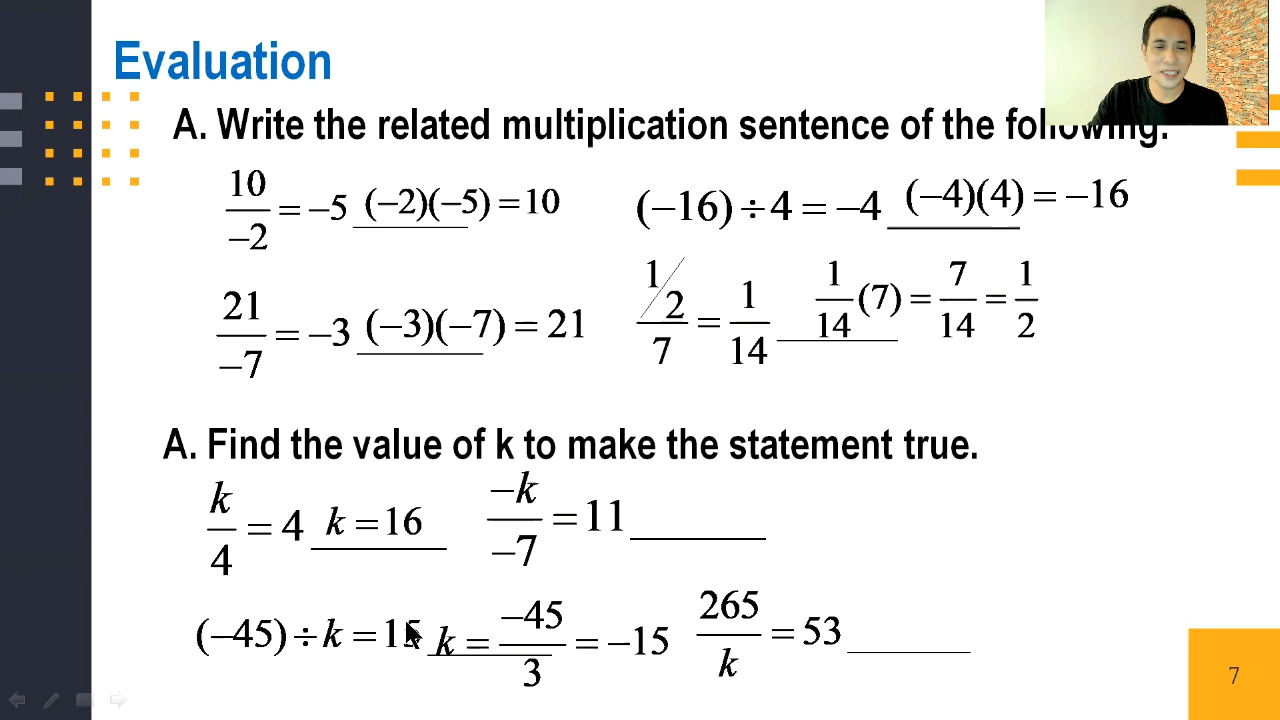 Evaluation
A. Write the related multiplication sentence of the following.
10/−2 = −5 (−2)(−5) = 10
(−16) ÷ 4 = −4 (−4)(4) = −16
21/−7 = −3 (−3)(−7) = 21
1/2/7 = 1/14 1/14(7) = 7/14 = 1/2
A. Find the value of k to make the statement true.
k/4 = 4 k = 16
−k/−7 = 11
(−45) ÷ k = 15 k = −45/3 = −15
265/k = 53
7